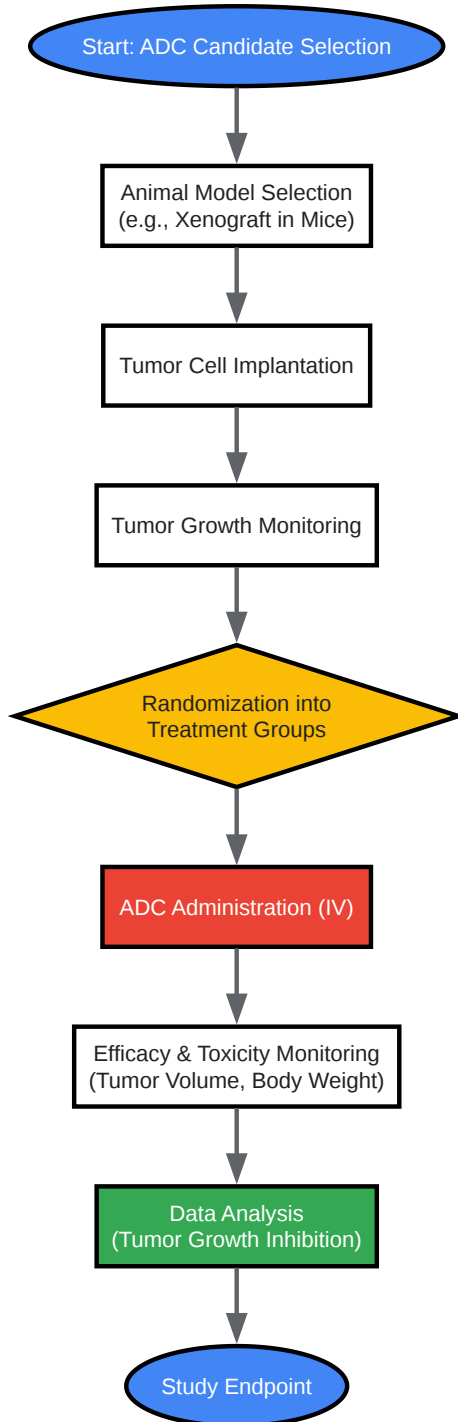 Start: ADC Candidate Selection
Animal Model Selection
(e.g., Xenograft in Mice)
Tumor Cell Implantation
Tumor Growth Monitoring
Randomization into
Treatment Groups
ADC Administration (IV)
Efficacy & Toxicity Monitoring
(Tumor Volume, Body Weight)
Data Analysis
(Tumor Growth Inhibition)
Study Endpoint